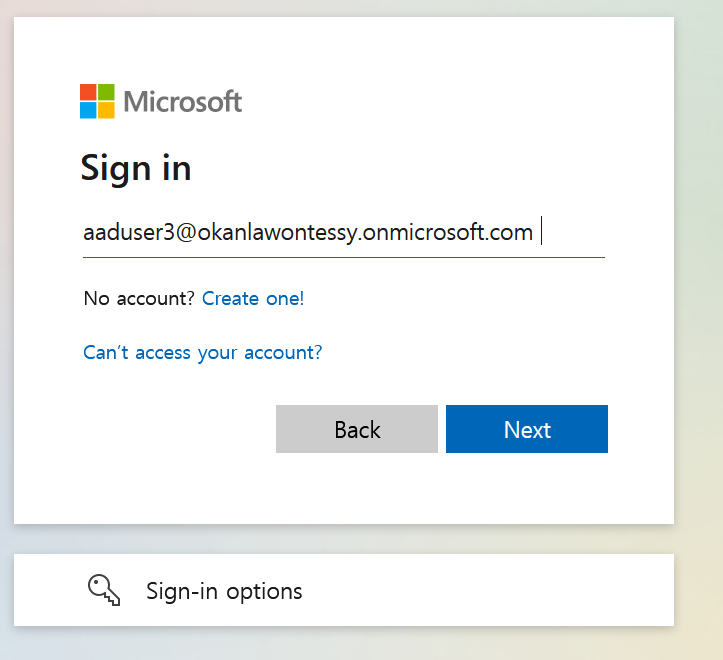 Microsoft
Sign in
aaduser3@okanlawontessy.onmicrosoft.com
No account? Create one!
Can't access your account?
Back
Next
Sign-in options